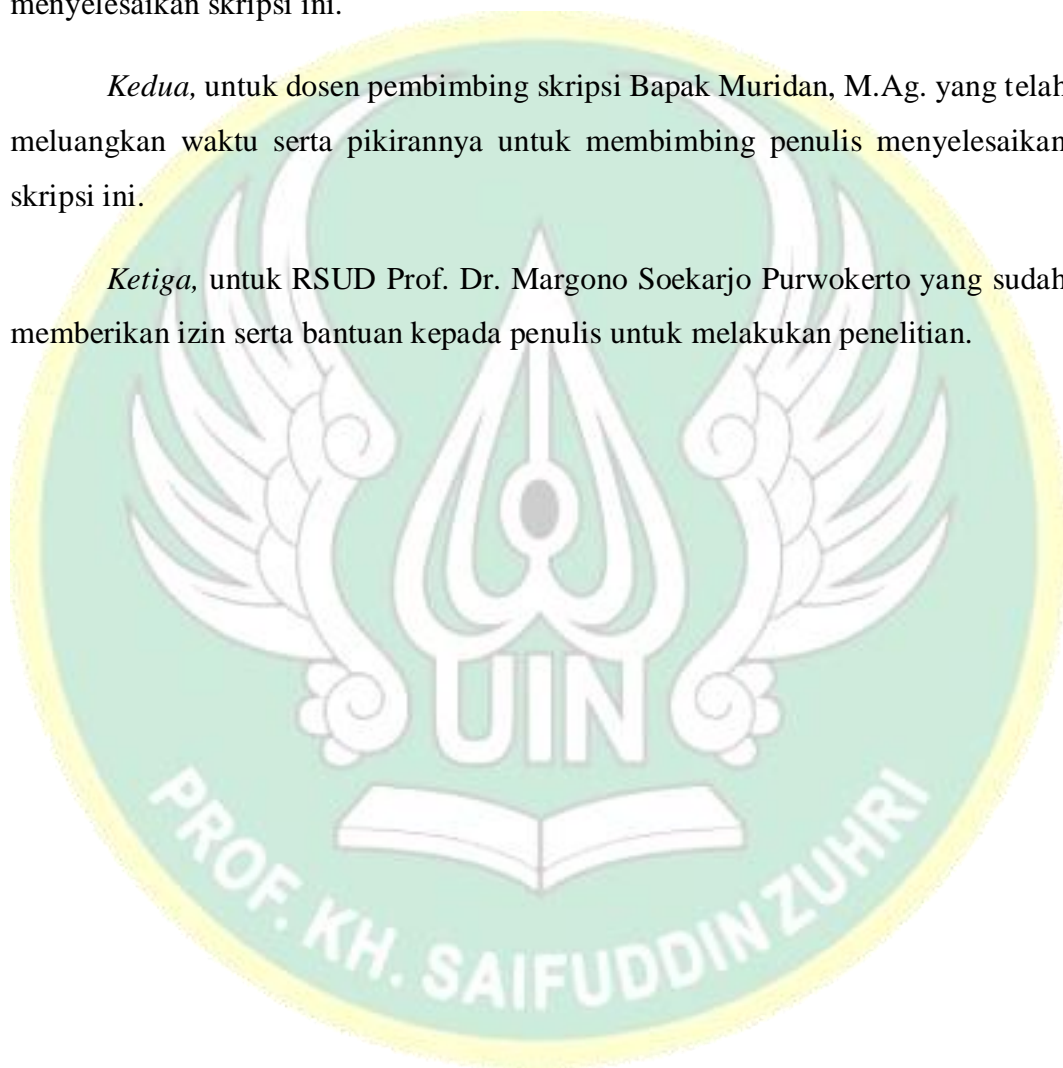 menyelesaikan skripsi ini.
Kedua, untuk dosen pembimbing skripsi Bapak Muridan, M.Ag. yang telah
meluangkan waktu serta pikirannya untuk membimbing penulis menyelesaikan
skripsi ini.
Ketiga, untuk RSUD Prof. Dr. Margono Soekarjo Purwokerto yang sudah
memberikan izin serta bantuan kepada penulis untuk melakukan penelitian.
UIN
PROF. KH. SAIFUDDIN ZUHRI